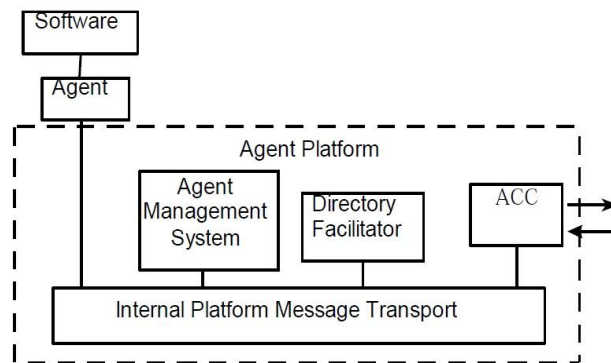 Software
Agent
Agent Platform
Agent
Management
System
Directory
Facilitator
ACC
Internal Platform Message Transport